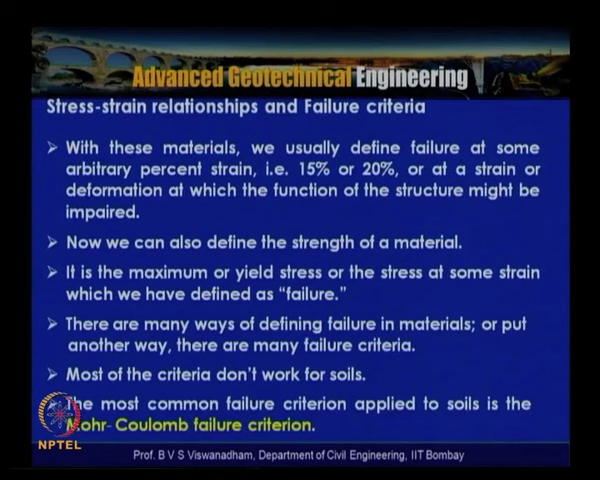 Advanced Geotechnical Engineering
Stress-strain relationships and Failure criteria
➢ With these materials, we usually define failure at some
arbitrary percent strain, i.e. 15% or 20%, or at a strain or
deformation at which the function of the structure might be
impaired.
➢ Now we can also define the strength of a material.
➢ It is the maximum or yield stress or the stress at some strain
which we have defined as “failure.”
➢ There are many ways of defining failure in materials; or put
another way, there are many failure criteria.
➢ Most of the criteria don’t work for soils.
➢ The most common failure criterion applied to soils is the
Mohr- Coulomb failure criterion.
NPTEL
Prof. B V S Viswanadham, Department of Civil Engineering, IIT Bombay